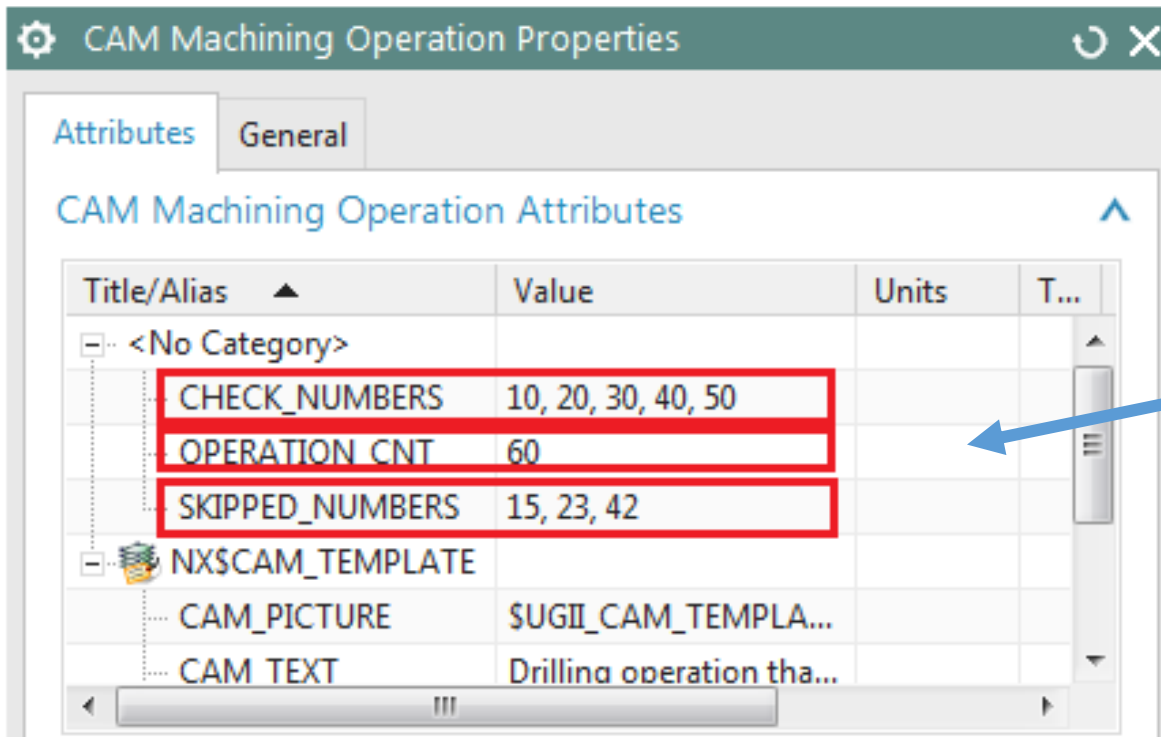 CAM Machining Operation Properties
Attributes General
CAM Machining Operation Attributes
Title/Alias Value Units T...
<No Category>
CHECK_NUMBERS 10, 20, 30, 40, 50
OPERATION_CNT 60
SKIPPED_NUMBERS 15, 23, 42
NX$CAM_TEMPLATE
CAM_PICTURE $UGII_CAM_TEMPLA...
CAM_TEXT Drilling operation tha...